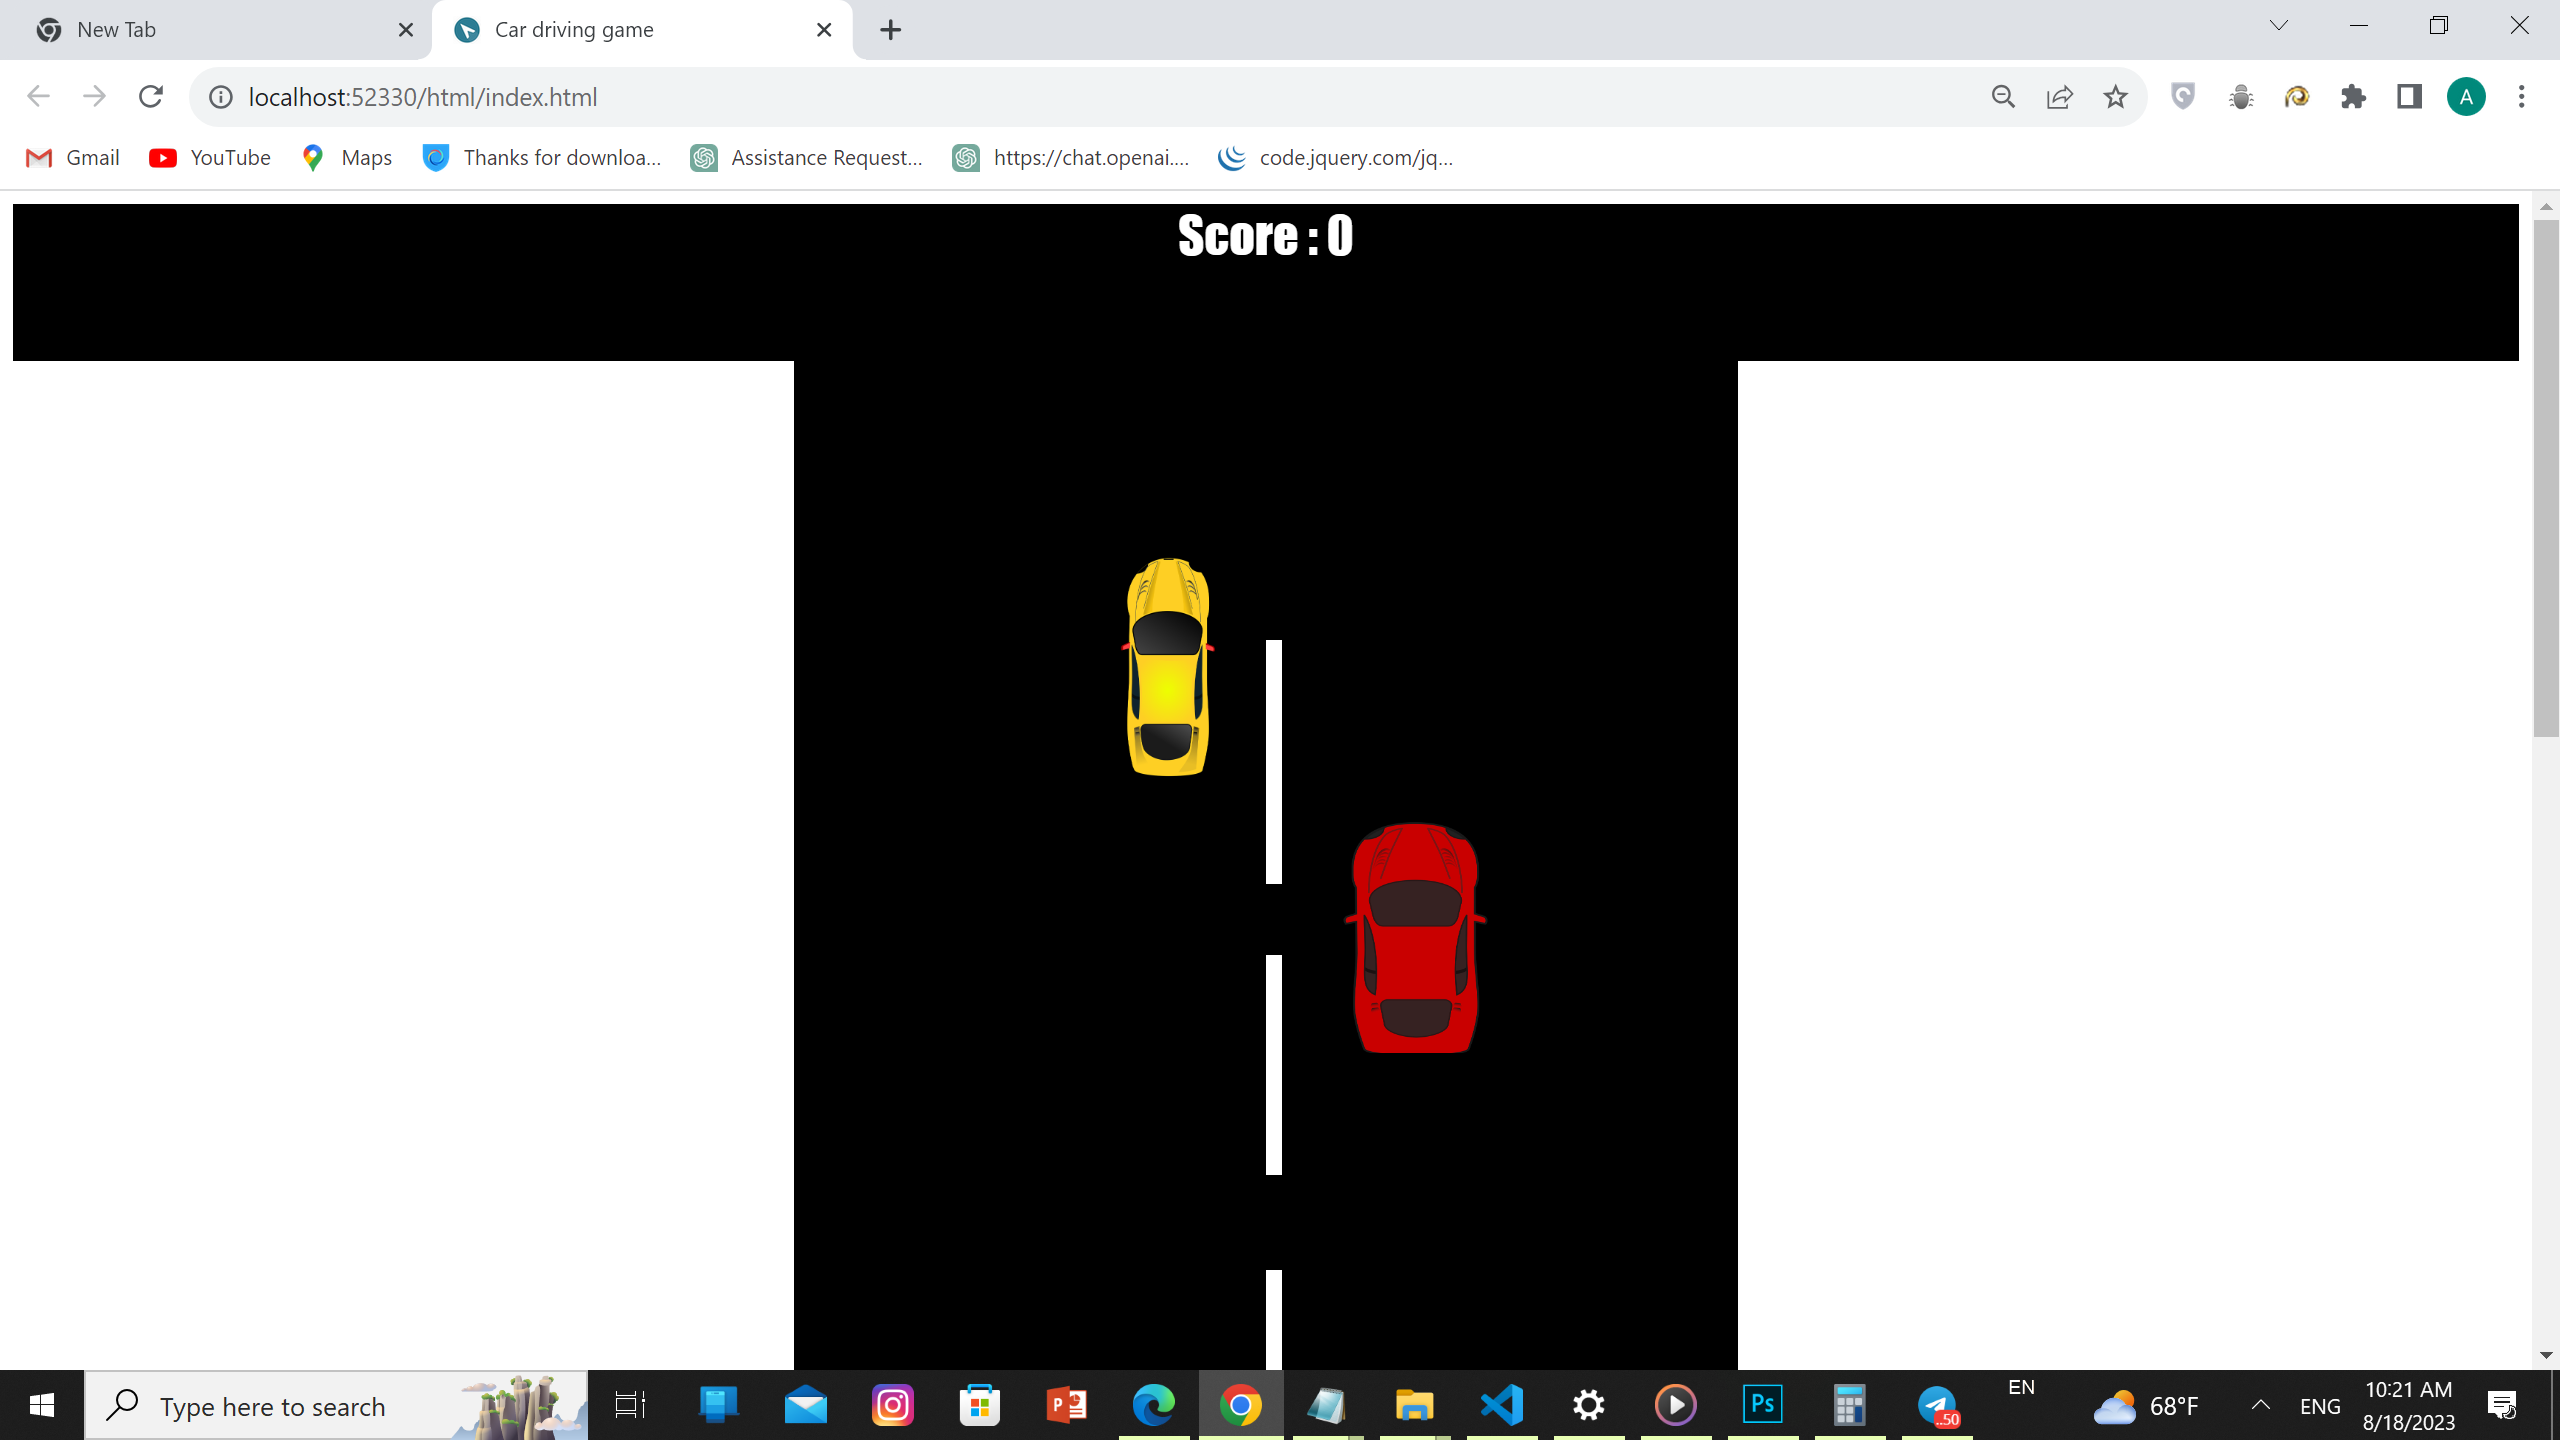 New Tab
Car driving game
localhost:52330/html/index.html
A
Gmail
YouTube
Maps
Thanks for downloa...
Assistance Request...
https://chat.openai....
code.jquery.com/jq...
Score : 0
Type here to search
P
Ps
..50
EN
68°F
ENG
10:21 AM
8/18/2023